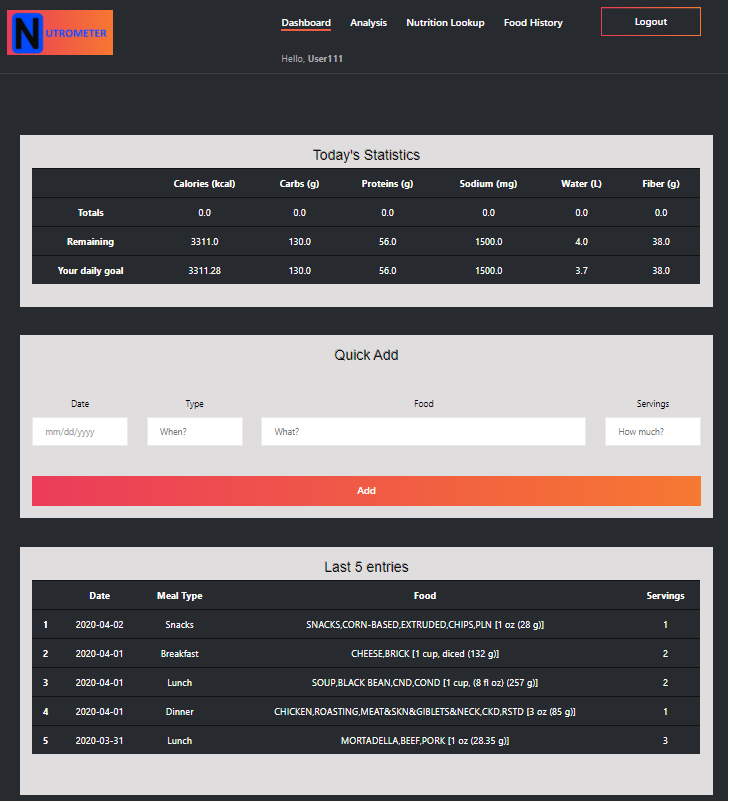 NUTROMETER
Dashboard Analysis Nutrition Lookup Food History Logout
Hello, User111
Today's Statistics
Calories (kcal) Carbs (g) Proteins (g) Sodium (mg) Water (L) Fiber (g)
Totals 0.0 0.0 0.0 0.0 0.0 0.0
Remaining 3311.0 130.0 56.0 1500.0 4.0 38.0
Your daily goal 3311.28 130.0 56.0 1500.0 3.7 38.0
Quick Add
Date Type Food Servings
mm/dd/yyyy When? What? How much?
Add
Last 5 entries
Date Meal Type Food Servings
1 2020-04-02 Snacks SNACKS,CORN-BASED,EXTRUDED,CHIPS,PLN [1 oz (28 g)] 1
2 2020-04-01 Breakfast CHEESE,BRICK [1 cup, diced (132 g)] 2
3 2020-04-01 Lunch SOUP,BLACK BEAN,CND,COND [1 cup, (8 fl oz) (257 g)] 2
4 2020-04-01 Dinner CHICKEN,ROASTING,MEAT&SKN&GIBLETS&NECK,CKD,RSTD [3 oz (85 g)] 1
5 2020-03-31 Lunch MORTADELLA,BEEF,PORK [1 oz (28.35 g)] 3